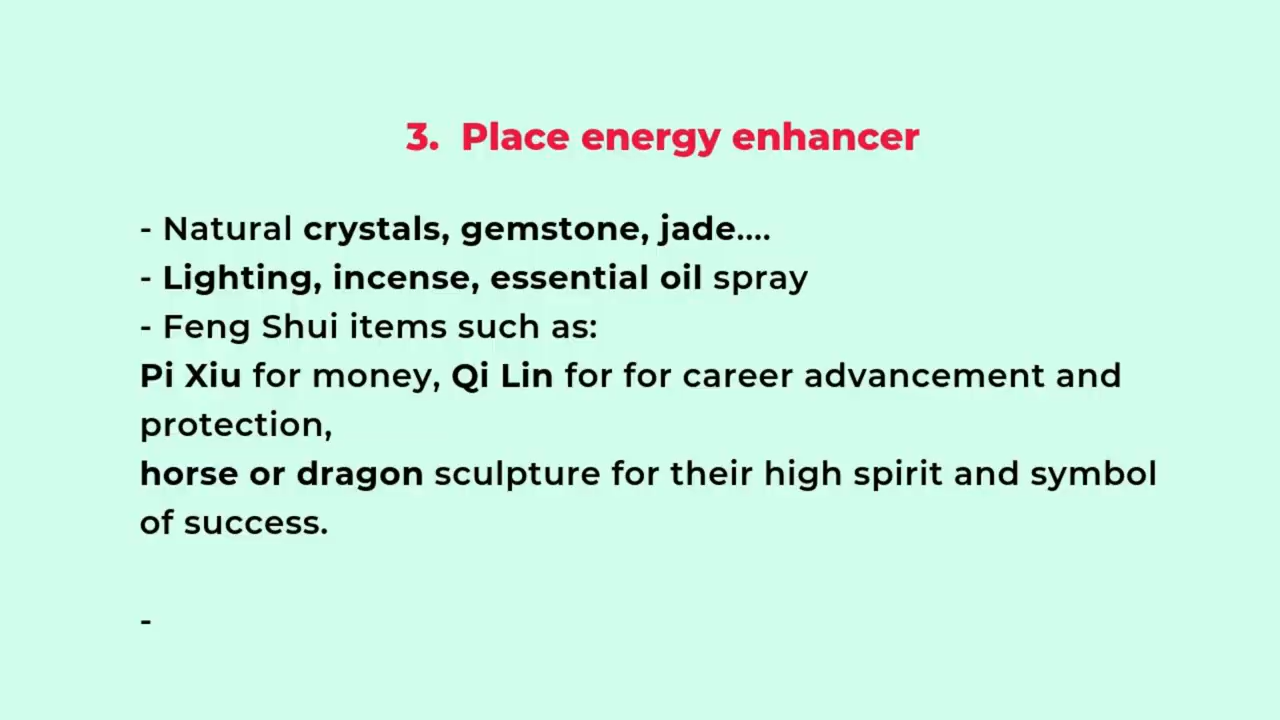 3. Place energy enhancer
- Natural crystals, gemstone, jade....
- Lighting, incense, essential oil spray
- Feng Shui items such as:
Pi Xiu for money, Qi Lin for for career advancement and
protection,
horse or dragon sculpture for their high spirit and symbol
of success.
-